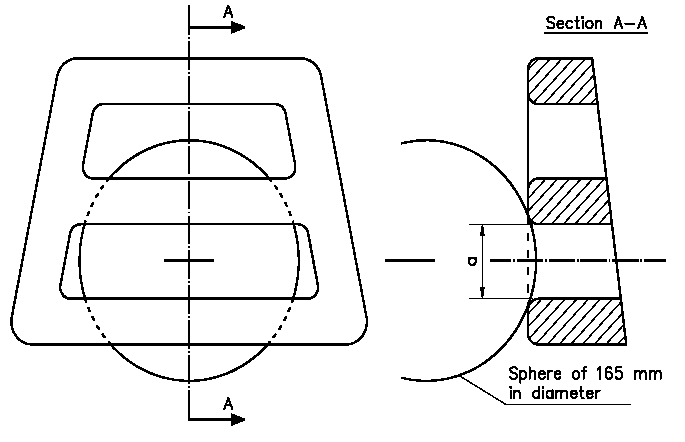 A
Section A-A
a
Sphere of 165 mm
in diameter
A